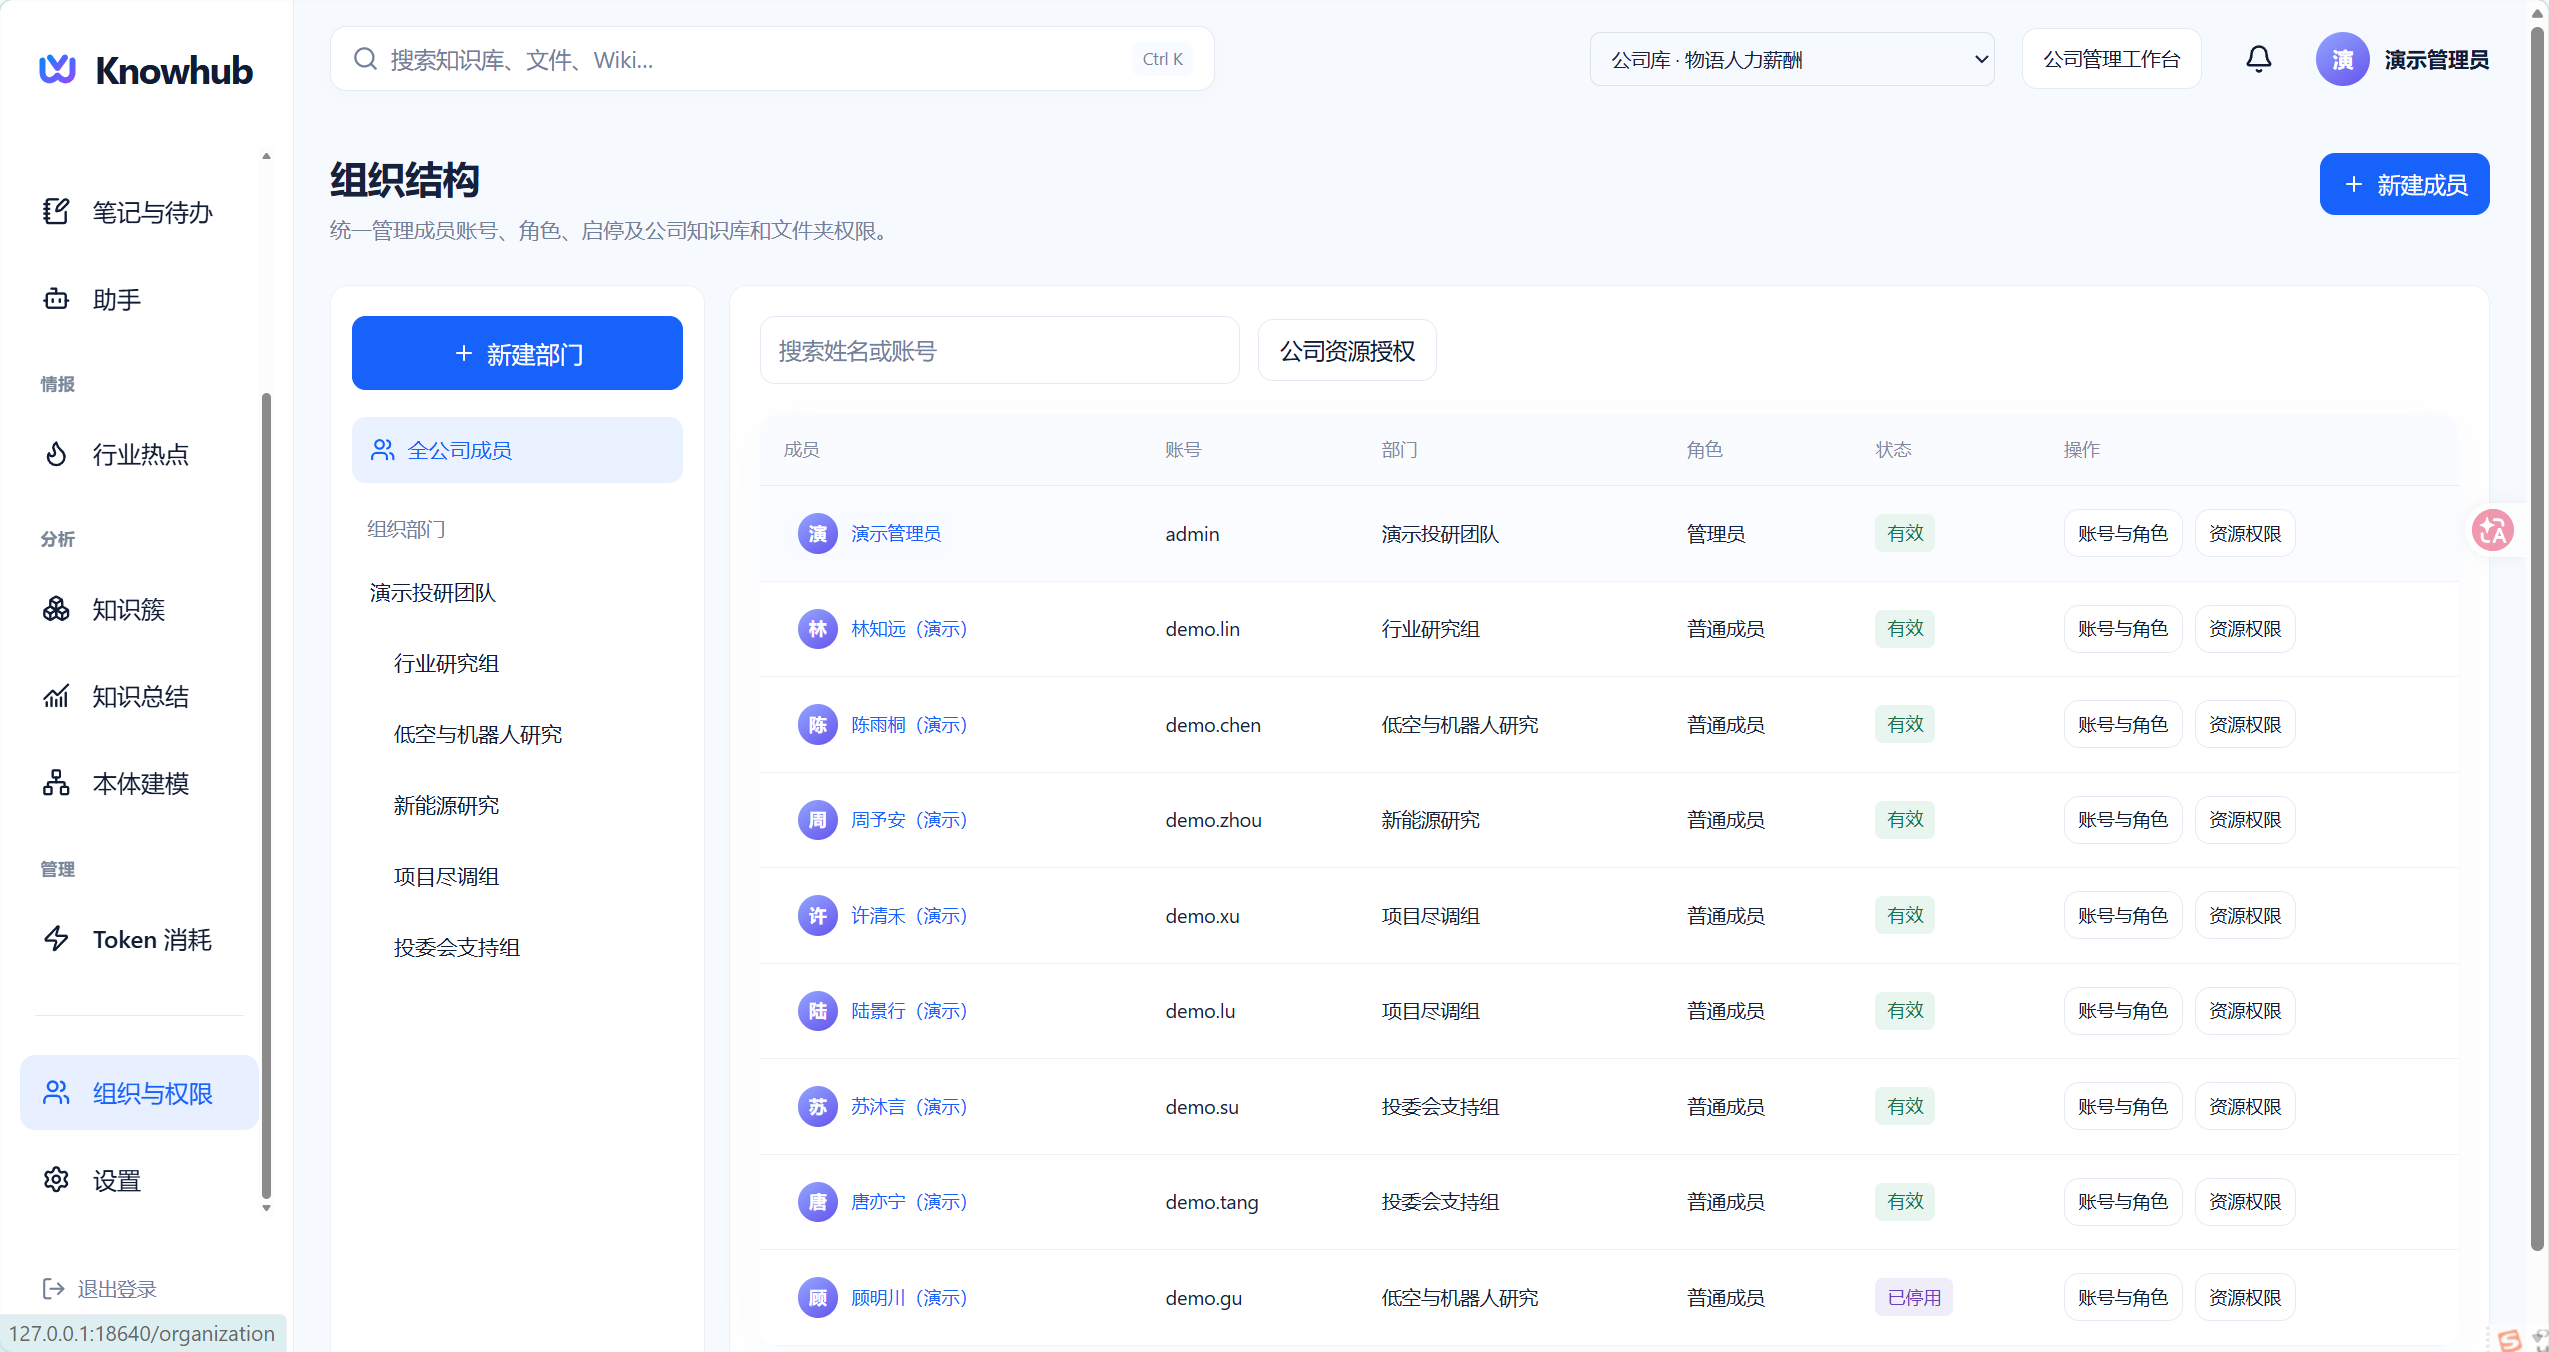 Knowhub
搜索知识库、文件、Wiki...
Ctrl K
公司库 · 物语人力薪酬
公司管理工作台
演
演示管理员
笔记与待办
助手
情报
行业热点
分析
知识簇
知识总结
本体建模
管理
Token 消耗
组织与权限
设置
退出登录
127.0.0.1:18640/organization
组织结构
统一管理成员账号、角色、启停及公司知识库和文件夹权限。
+ 新建成员
+ 新建部门
全公司成员
组织部门
演示投研团队
行业研究组
低空与机器人研究
新能源研究
项目尽调组
投委会支持组
搜索姓名或账号
公司资源授权
成员 账号 部门 角色 状态 操作
演 演示管理员 admin 演示投研团队 管理员 有效 账号与角色 资源权限
林 林知远（演示） demo.lin 行业研究组 普通成员 有效 账号与角色 资源权限
陈 陈雨桐（演示） demo.chen 低空与机器人研究 普通成员 有效 账号与角色 资源权限
周 周予安（演示） demo.zhou 新能源研究 普通成员 有效 账号与角色 资源权限
许 许清禾（演示） demo.xu 项目尽调组 普通成员 有效 账号与角色 资源权限
陆 陆景行（演示） demo.lu 项目尽调组 普通成员 有效 账号与角色 资源权限
苏 苏沐言（演示） demo.su 投委会支持组 普通成员 有效 账号与角色 资源权限
唐 唐亦宁（演示） demo.tang 投委会支持组 普通成员 有效 账号与角色 资源权限
顾 顾明川（演示） demo.gu 低空与机器人研究 普通成员 已停用 账号与角色 资源权限